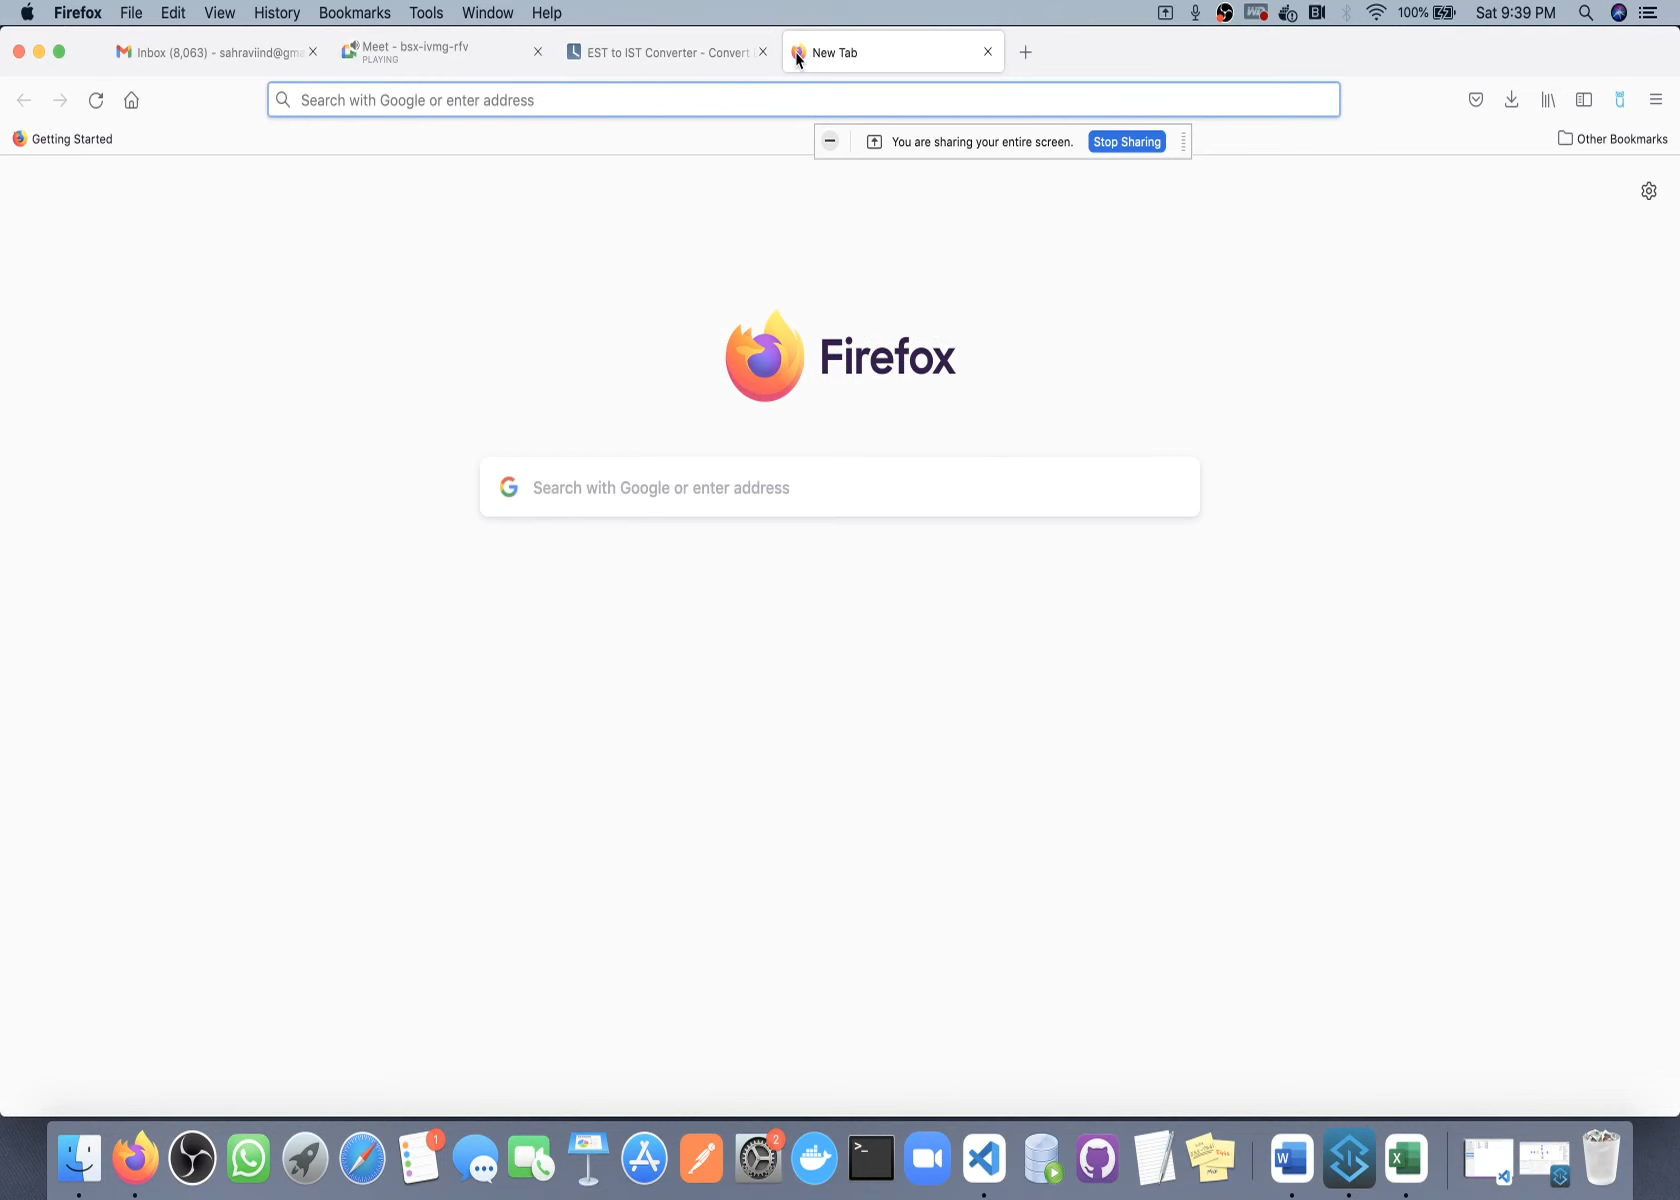 Firefox File Edit View History Bookmarks Tools Window Help 100% Sat 9:39 PM
Inbox (8,063) - sahraviind@gma
Meet - bsx-ivmg-rfv
PLAYING
EST to IST Converter - Convert
New Tab
Search with Google or enter address
Getting Started
You are sharing your entire screen. Stop Sharing
Other Bookmarks
Firefox
Search with Google or enter address
1
2